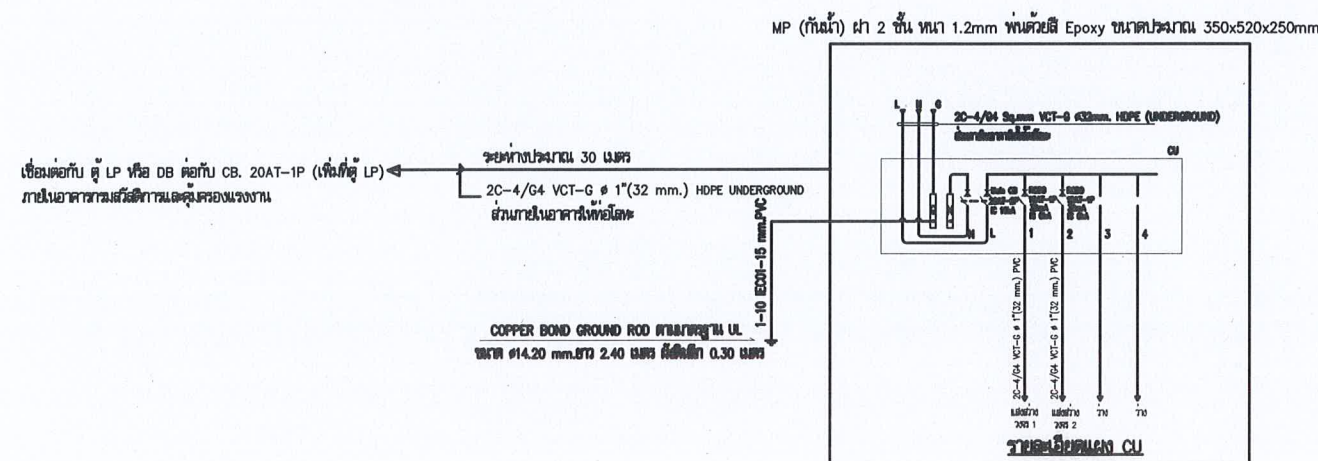 MP (กันน้ำ) ฝา 2 ชั้น หนา 1.2mm พ่นด้วยสี Epoxy ขนาดประมาณ 350x520x250mm
L N G
2C-4/G4 Sq.mm VCT-G ø32mm. HDPE (UNDERGROUND)
CU
เชื่อมต่อกับ ตู้ LP หรือ DB ต่อกับ CB. 20AT-1P (เพิ่มที่ตู้ LP)
ภายในอาคารกรมสวัสดิการและคุ้มครองแรงงาน
ระยะห่างประมาณ 30 เมตร
2C-4/G4 VCT-G ø 1"(32 mm.) HDPE UNDERGROUND
ส่วนภายในอาคารให้ท่อโลหะ
1-10 IEC01-15 mm.PVC
COPPER BOND GROUND ROD ตามมาตรฐาน UL
ขนาด ø14.20 mm.ยาว 2.40 เมตร ฝังดินลึก 0.30 เมตร
N L 1 2 3 4
2C-4/G4 VCT-G ø 1"(32 mm.) PVC
2C-4/G4 VCT-G ø 1"(32 mm.) PVC
แสงสว่าง
วงจร 1
แสงสว่าง
วงจร 2
ว่าง
ว่าง
รายละเอียดแผง CU